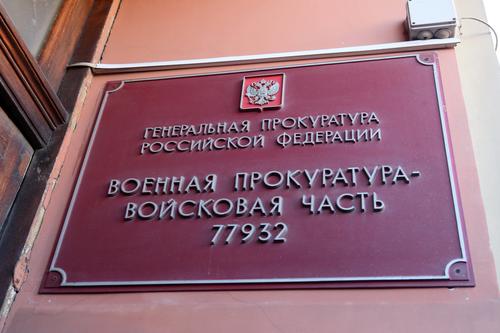 ГЕНЕРАЛЬНАЯ ПРОКУРАТУРА
РОССИЙСКОЙ ФЕДЕРАЦИИ
ВОЕННАЯ ПРОКУРАТУРА-
ВОЙСКОВАЯ ЧАСТЬ
77932